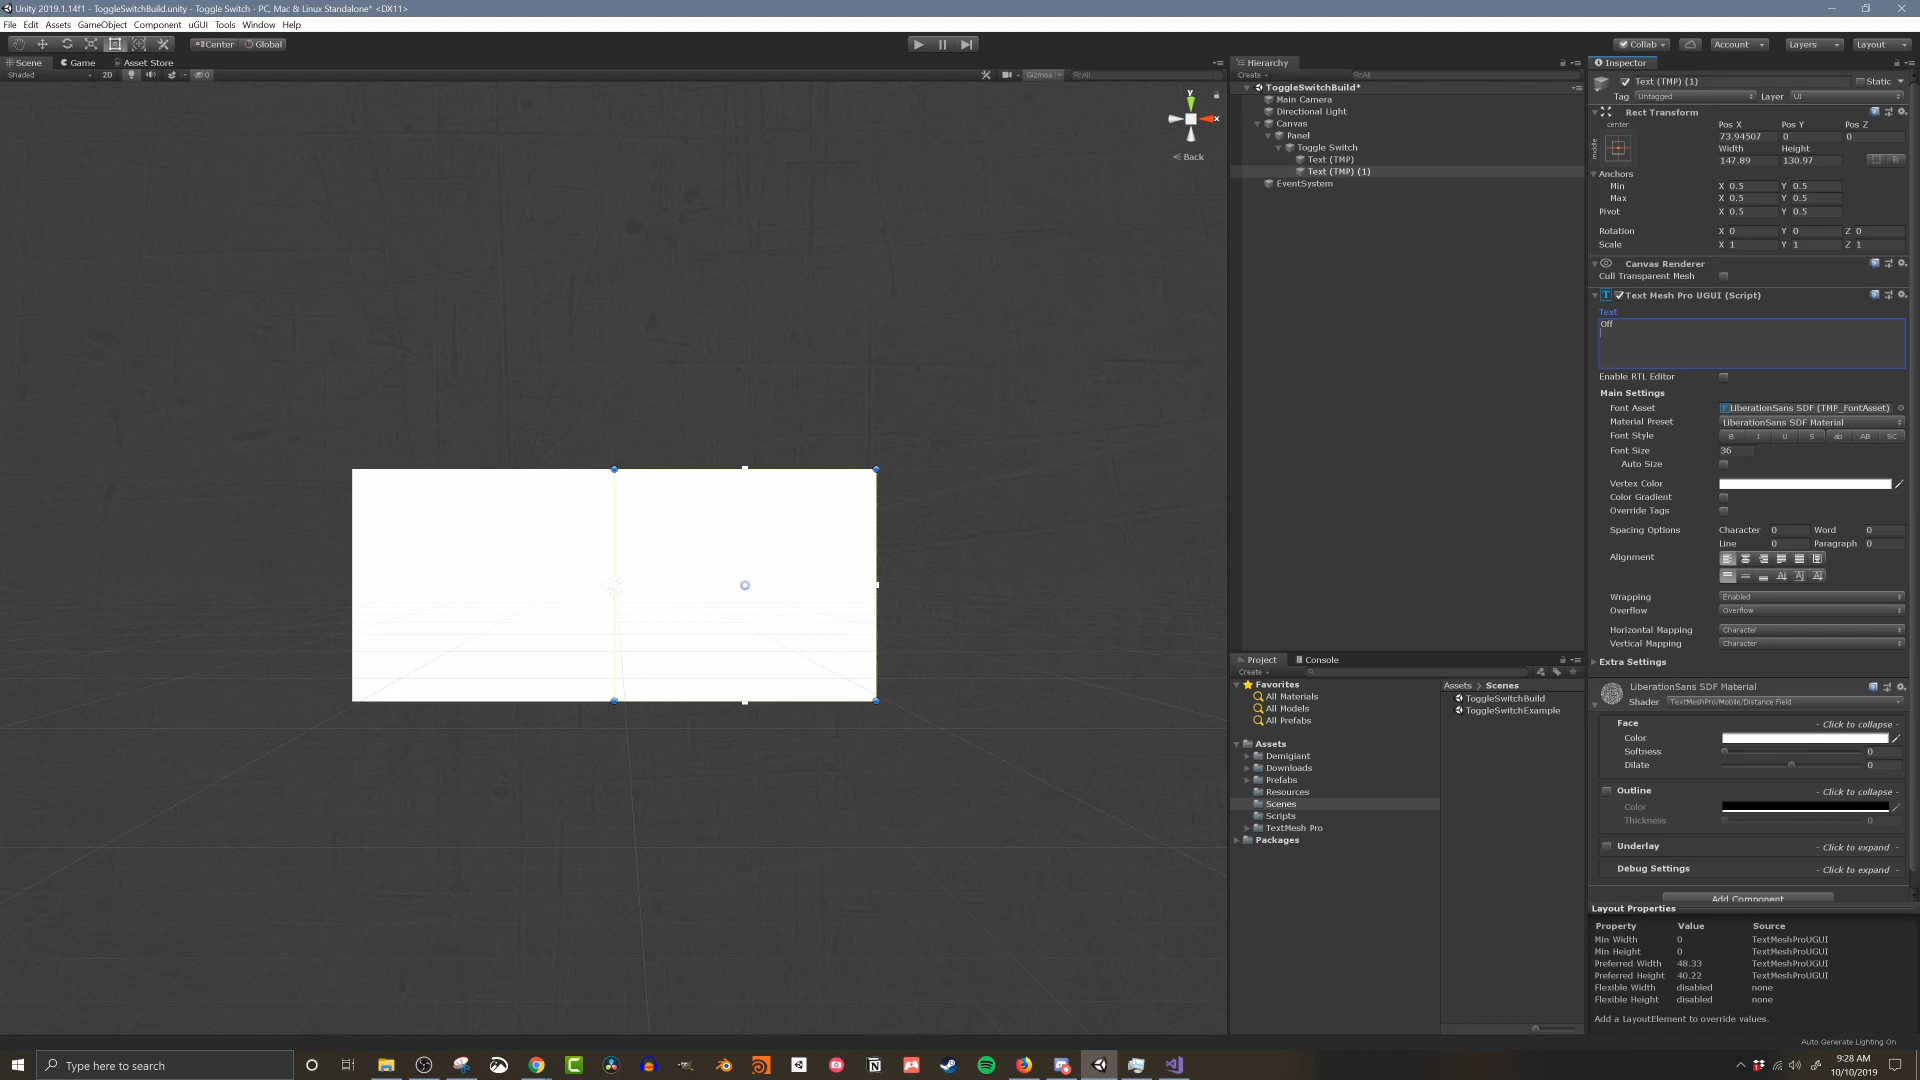 Unity 2019.1.14f1 - ToggleSwitchBuild.unity - Toggle Switch - PC, Mac & Linux Standalone* <DX11>
File Edit Assets GameObject Component uGUI Tools Window Help
Center Global
Collab Account Layers Layout
Scene Game Asset Store
Shaded 2D 0 Gizmos All
y
x
Back
Hierarchy
Create All
ToggleSwitchBuild*
Main Camera
Directional Light
Canvas
Panel
Toggle Switch
Text (TMP)
Text (TMP) (1)
EventSystem
Project Console
Create
Favorites
All Materials
All Models
All Prefabs
Assets
Demigiant
Downloads
Prefabs
Resources
Scenes
Scripts
TextMesh Pro
Packages
Assets > Scenes
ToggleSwitchBuild
ToggleSwitchExample
Inspector
Text (TMP) (1) Static
Tag Untagged Layer UI
Rect Transform
center Pos X Pos Y Pos Z
middle 73.94507 0 0
Width Height
147.89 130.97 R
Anchors
Min X 0.5 Y 0.5
Max X 0.5 Y 0.5
Pivot X 0.5 Y 0.5
Rotation X 0 Y 0 Z 0
Scale X 1 Y 1 Z 1
Canvas Renderer
Cull Transparent Mesh
Text Mesh Pro UGUI (Script)
Text
Off
Enable RTL Editor
Main Settings
Font Asset LiberationSans SDF (TMP_FontAsset)
Material Preset LiberationSans SDF Material
Font Style B I U S ab AB SC
Font Size 36
Auto Size
Vertex Color
Color Gradient
Override Tags
Spacing Options Character 0 Word 0
Line 0 Paragraph 0
Alignment
Wrapping Enabled
Overflow Overflow
Horizontal Mapping Character
Vertical Mapping Character
Extra Settings
LiberationSans SDF Material
Shader TextMeshPro/Mobile/Distance Field
Face - Click to collapse -
Color
Softness 0
Dilate 0
Outline - Click to collapse -
Color
Thickness 0
Underlay - Click to expand -
Debug Settings - Click to expand -
Add Component
Layout Properties
Property Value Source
Min Width 0 TextMeshProUGUI
Min Height 0 TextMeshProUGUI
Preferred Width 48.33 TextMeshProUGUI
Preferred Height 40.22 TextMeshProUGUI
Flexible Width disabled none
Flexible Height disabled none
Add a LayoutElement to override values.
Auto Generate Lighting On
Type here to search
9:28 AM
10/10/2019